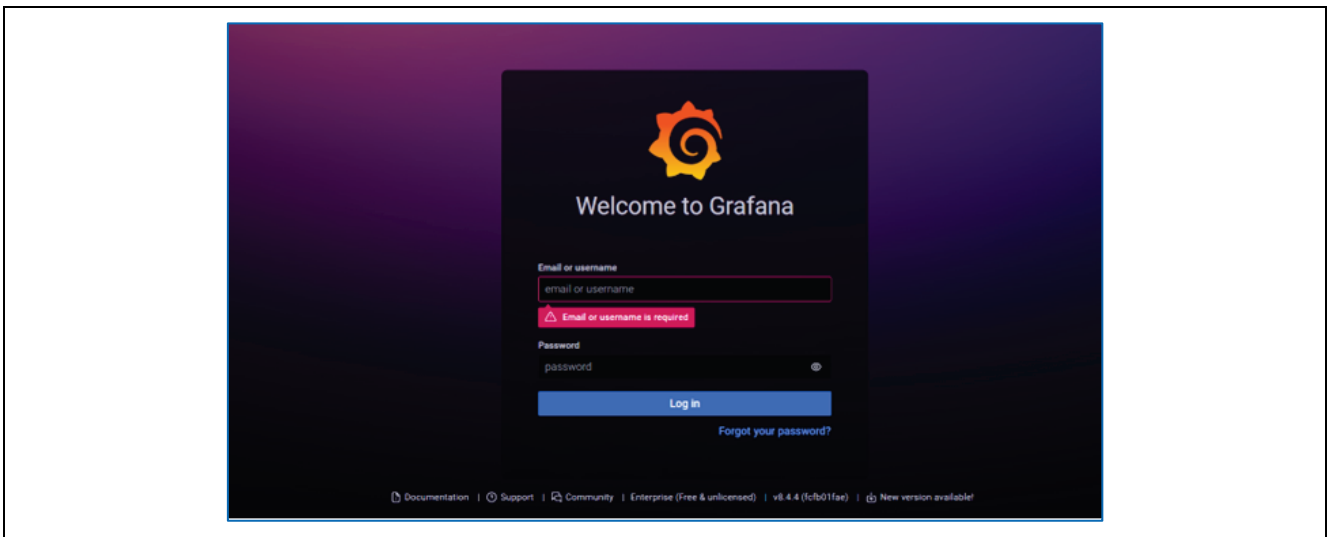 Welcome to Grafana
Email or username
email or username
Email or username is required
Password
password
Log in
Forgot your password?
Documentation | Support | Community | Enterprise (Free & unlicensed) | v8.4.4 (fcfb01fae) | New version available!